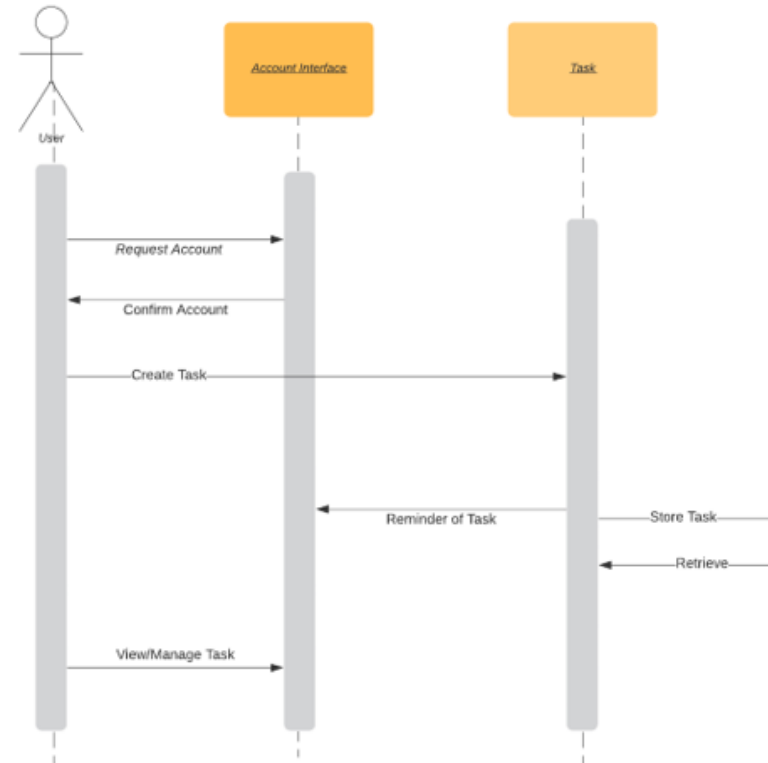 Account Interface
Task
User
Request Account
Confirm Account
Create Task
Reminder of Task
Store Task
Retrieve
View/Manage Task